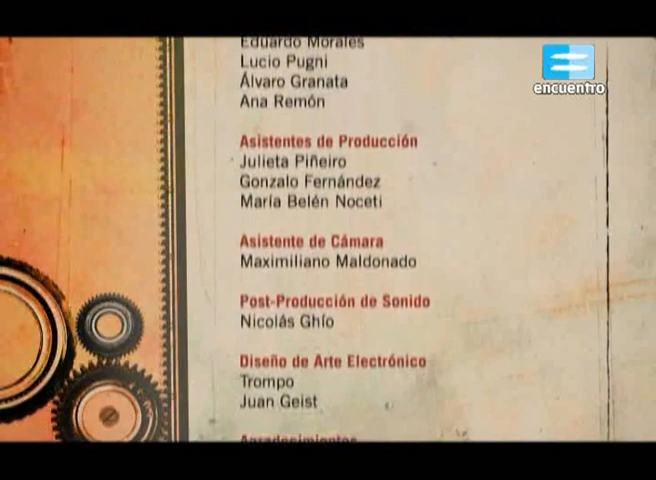 Eduardo Morales
Lucio Pugni
Álvaro Granata
Ana Remón
encuentro
Asistentes de Producción
Julieta Piñeiro
Gonzalo Fernández
María Belén Noceti
Asistente de Cámara
Maximiliano Maldonado
Post-Producción de Sonido
Nicolás Ghío
Diseño de Arte Electrónico
Trompo
Juan Geist
Agradecimientos